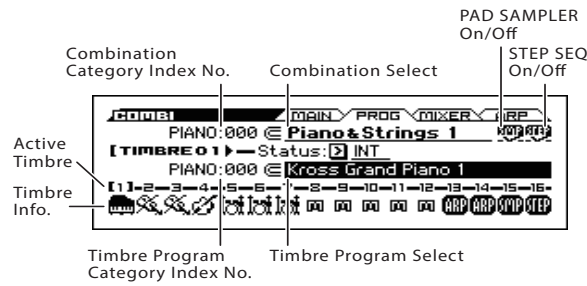 PAD SAMPLER
On/Off
Combination
Category Index No.
Combination Select
STEP SEQ
On/Off
COMBI MAIN PROG MIXER ARP
PIANO:000 Piano&Strings 1 SMP STEP
[TIMBRE01] Status: INT
PIANO:000 Kross Grand Piano 1
[1]-2-3-4-5-6-7-8-9-10-11-12-13-14-15-16-
ARP ARP SMP STEP
Active
Timbre
Timbre
Info.
Timbre Program
Category Index No.
Timbre Program Select